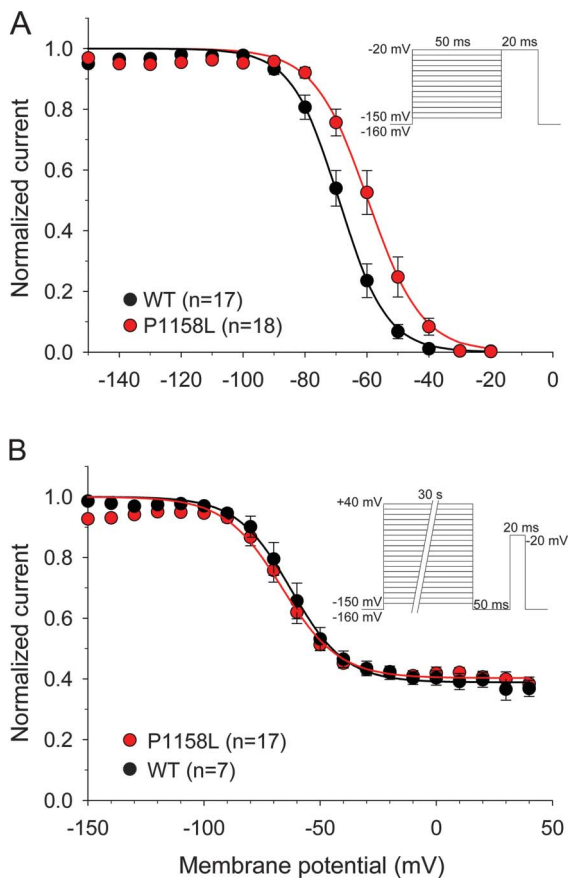 A
Normalized current
1.0
0.8
0.6
0.4
0.2
0.0
-140 -120 -100 -80 -60 -40 -20 0
WT (n=17)
P1158L (n=18)
50 ms 20 ms
-20 mV
-150 mV
-160 mV
B
Normalized current
1.0
0.8
0.6
0.4
0.2
0.0
-150 -100 -50 0 50
P1158L (n=17)
WT (n=7)
+40 mV 30 s
20 ms
-20 mV
-150 mV
-160 mV 50 ms
Membrane potential (mV)